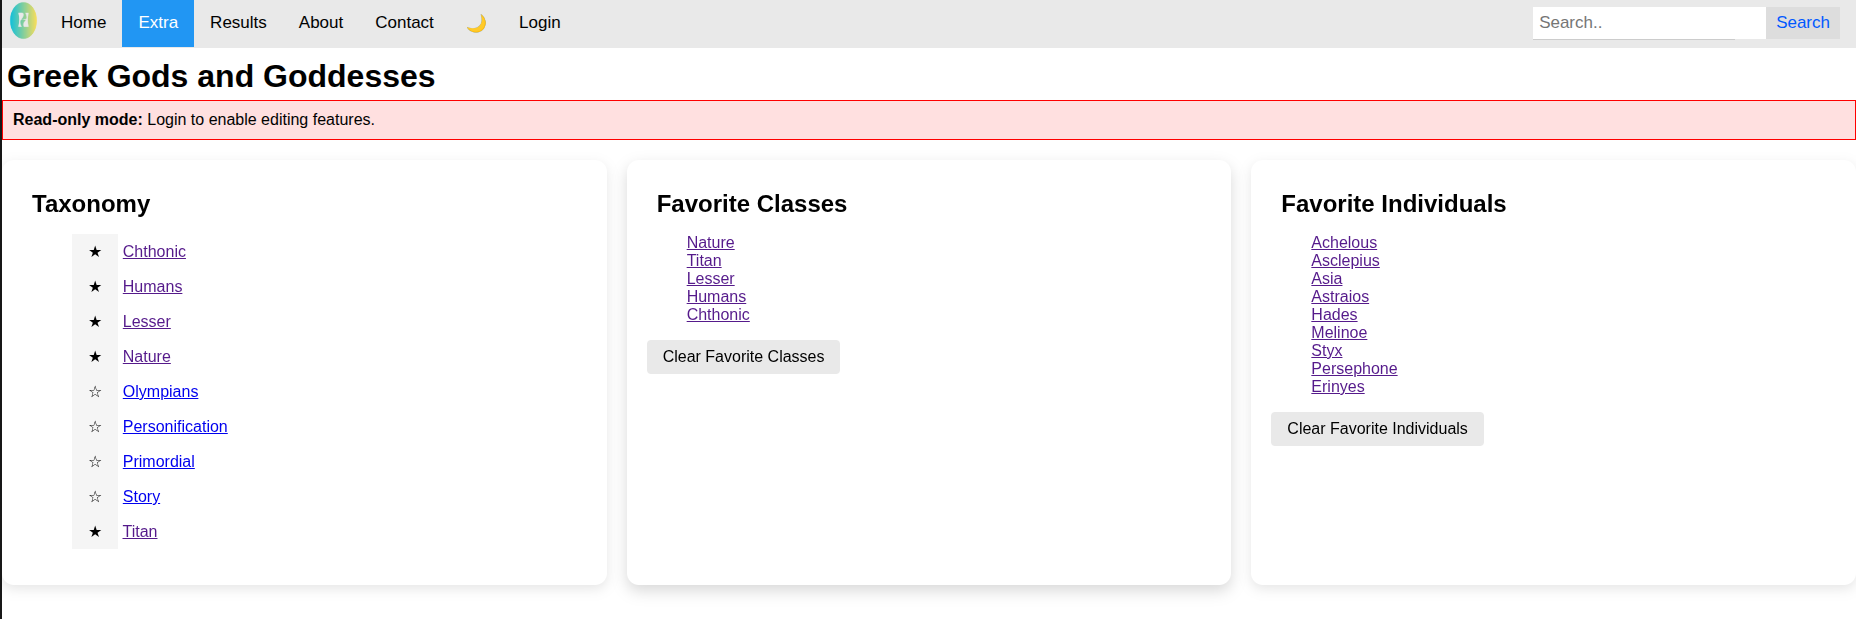 Home Extra Results About Contact 🌙 Login Search.. Search
Greek Gods and Goddesses
Read-only mode: Login to enable editing features.
Taxonomy
★ Chthonic
★ Humans
★ Lesser
★ Nature
☆ Olympians
☆ Personification
☆ Primordial
☆ Story
★ Titan
Favorite Classes
Nature
Titan
Lesser
Humans
Chthonic
Clear Favorite Classes
Favorite Individuals
Achelous
Asclepius
Asia
Astraios
Hades
Melinoe
Styx
Persephone
Erinyes
Clear Favorite Individuals